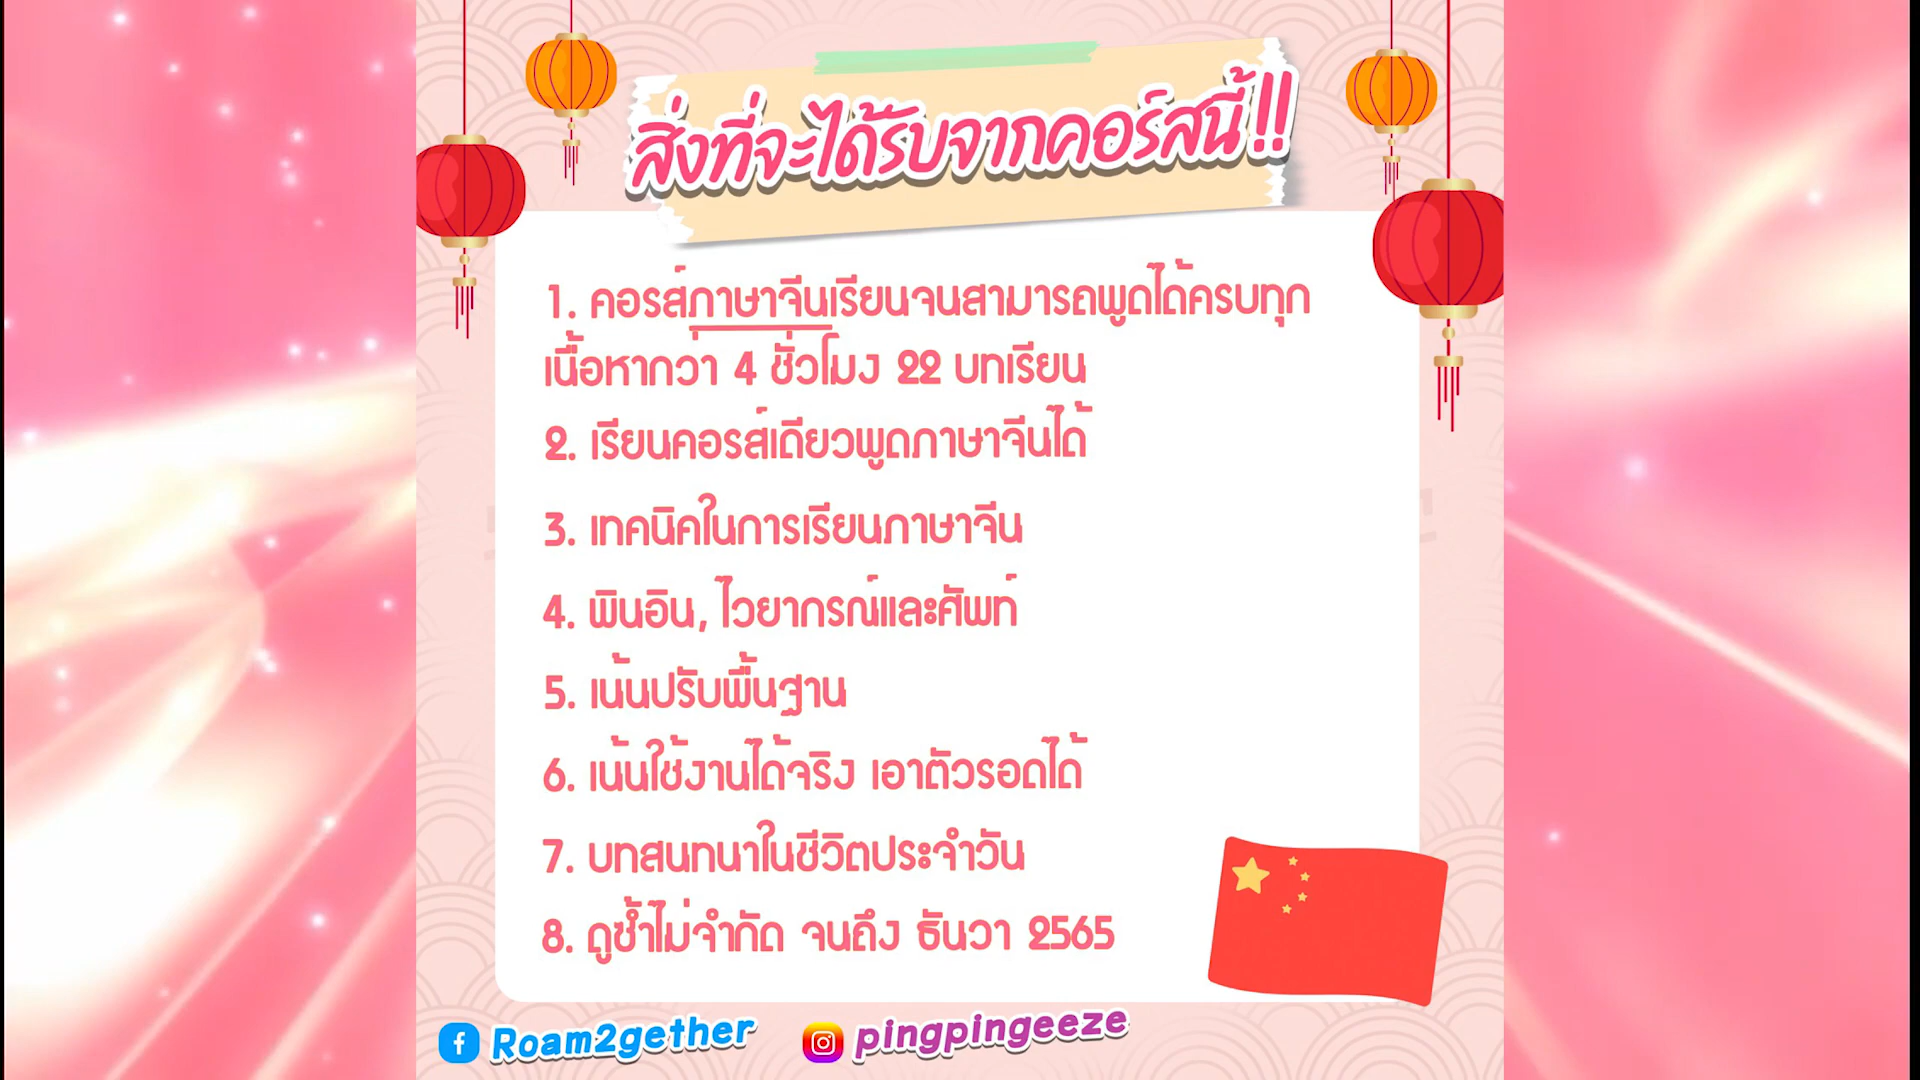 สิ่งที่จะได้รับจากคอร์สนี้!!
1. คอรส์ภาษาจีนเรียนจนสามารถพูดได้ครบทุก
เนื้อหากว่า 4 ชั่วโมง 22 บทเรียน
2. เรียนคอรส์เดียวพูดภาษาจีนได้
3. เทคนิคในการเรียนภาษาจีน
4. พินอิน, ไวยากรณ์และศัพท์
5. เน้นปรับพื้นฐาน
6. เน้นใช้งานได้จริง เอาตัวรอดได้
7. บทสนทนาในชีวิตประจำวัน
8. ดูซ้ำไม่จำกัด จนถึง ธันวา 2565
Roam2gether pingpingeeze